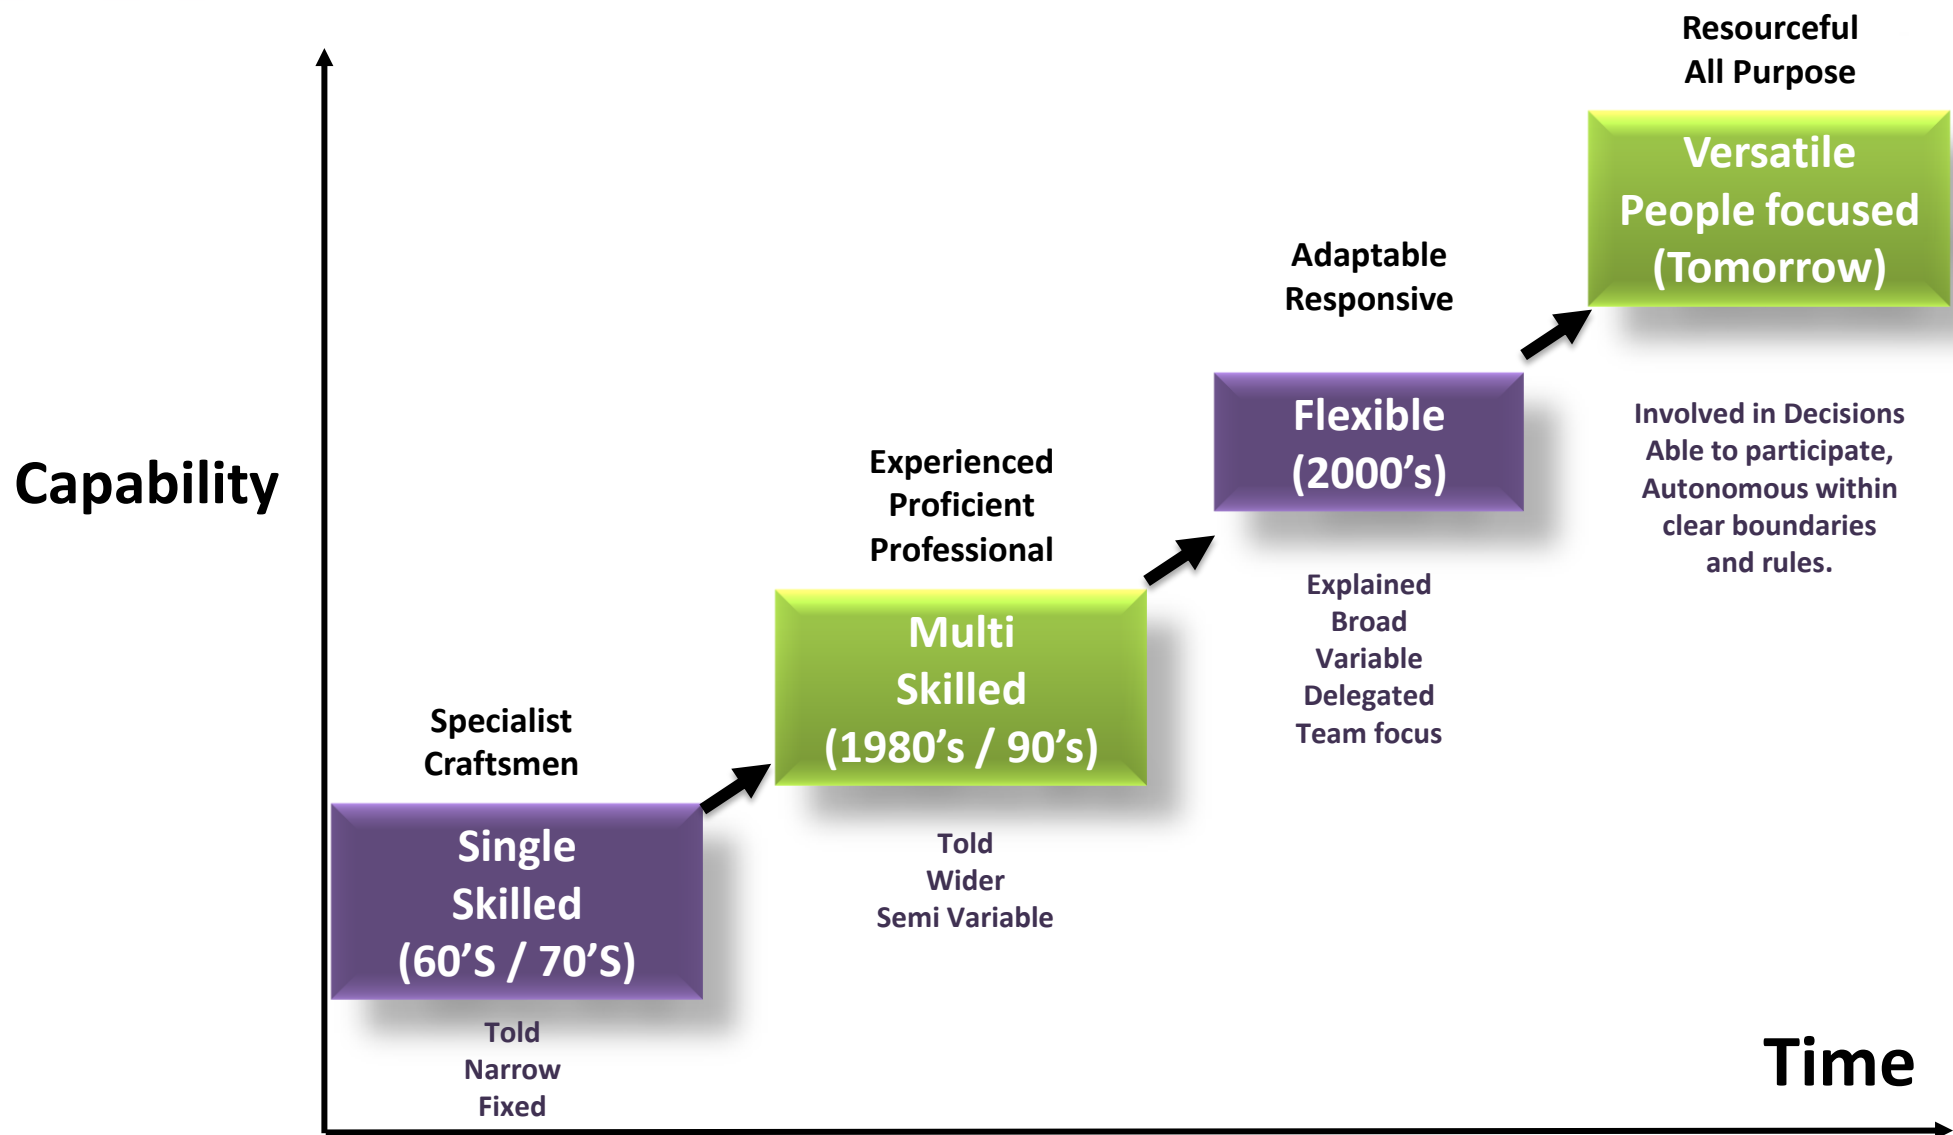 Resourceful
All Purpose
Versatile
People focused
(Tomorrow)
Involved in Decisions
Able to participate,
Autonomous within
clear boundaries
and rules.
Adaptable
Responsive
Flexible
(2000’s)
Explained
Broad
Variable
Delegated
Team focus
Capability
Experienced
Proficient
Professional
Multi
Skilled
(1980’s / 90’s)
Told
Wider
Semi Variable
Specialist
Craftsmen
Single
Skilled
(60’S / 70’S)
Told
Narrow
Fixed
Time